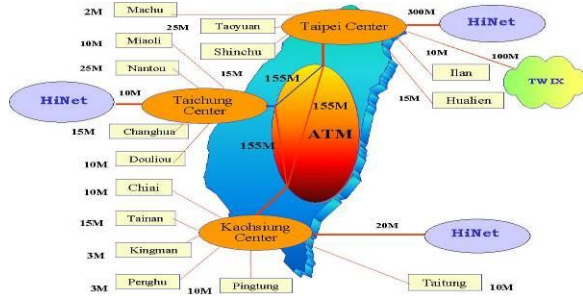 2M
Machu
25M
Taoyuan
Taipei Center
300M
HiNet
10M
Miaoli
Shinchu
15M
10M
100M
25M
Nantou
Ilan
TWIX
155M
HiNet
10M
Taichung
Center
155M
15M
Hualien
15M
Changhua
155M
ATM
10M
Douliou
10M
Chiai
15M
Tainan
Kaohsiung
Center
20M
HiNet
3M
Kingman
3M
Penghu
10M
Pingtung
Taitung
10M